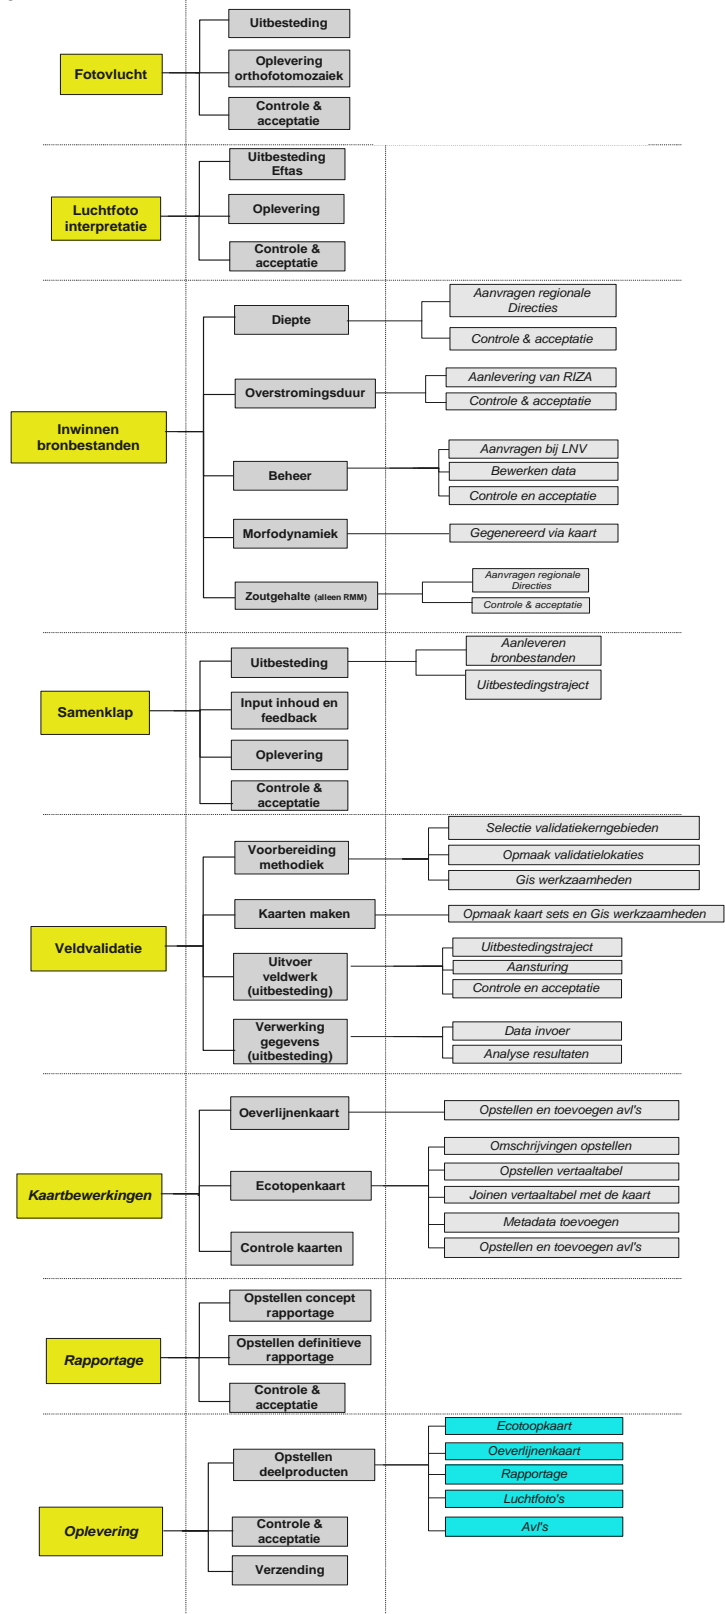 Fotovlucht
Uitbesteding
Oplevering
orthofotomozaiek
Controle &
acceptatie
Luchtfoto
interpretatie
Uitbesteding
Eftas
Oplevering
Controle &
acceptatie
Inwinnen
bronbestanden
Diepte
Aanvragen regionale
Directies
Controle & acceptatie
Overstromingsduur
Aanlevering van RIZA
Controle & acceptatie
Beheer
Aanvragen bij LNV
Bewerken data
Controle en acceptatie
Morfodynamiek
Gegenereerd via kaart
Zoutgehalte (alleen RMM)
Aanvragen regionale
Directies
Controle & acceptatie
Samenklap
Uitbesteding
Aanleveren
bronbestanden
Uitbestedingstraject
Input inhoud en
feedback
Oplevering
Controle &
acceptatie
Veldvalidatie
Voorbereiding
methodiek
Selectie validatiekerngebieden
Opmaak validatielokaties
Gis werkzaamheden
Kaarten maken
Opmaak kaart sets en Gis werkzaamheden
Uitvoer
veldwerk
(uitbesteding)
Uitbestedingstraject
Aansturing
Controle en acceptatie
Verwerking
gegevens
(uitbesteding)
Data invoer
Analyse resultaten
Kaartbewerkingen
Oeverlijnenkaart
Opstellen en toevoegen avl's
Ecotopenkaart
Omschrijvingen opstellen
Opstellen vertaaltabel
Joinen vertaaltabel met de kaart
Metadata toevoegen
Opstellen en toevoegen avl's
Controle kaarten
Rapportage
Opstellen concept
rapportage
Opstellen definitieve
rapportage
Controle &
acceptatie
Oplevering
Opstellen
deelproducten
Ecotoopkaart
Oeverlijnenkaart
Rapportage
Luchtfoto's
Avl's
Controle &
acceptatie
Verzending